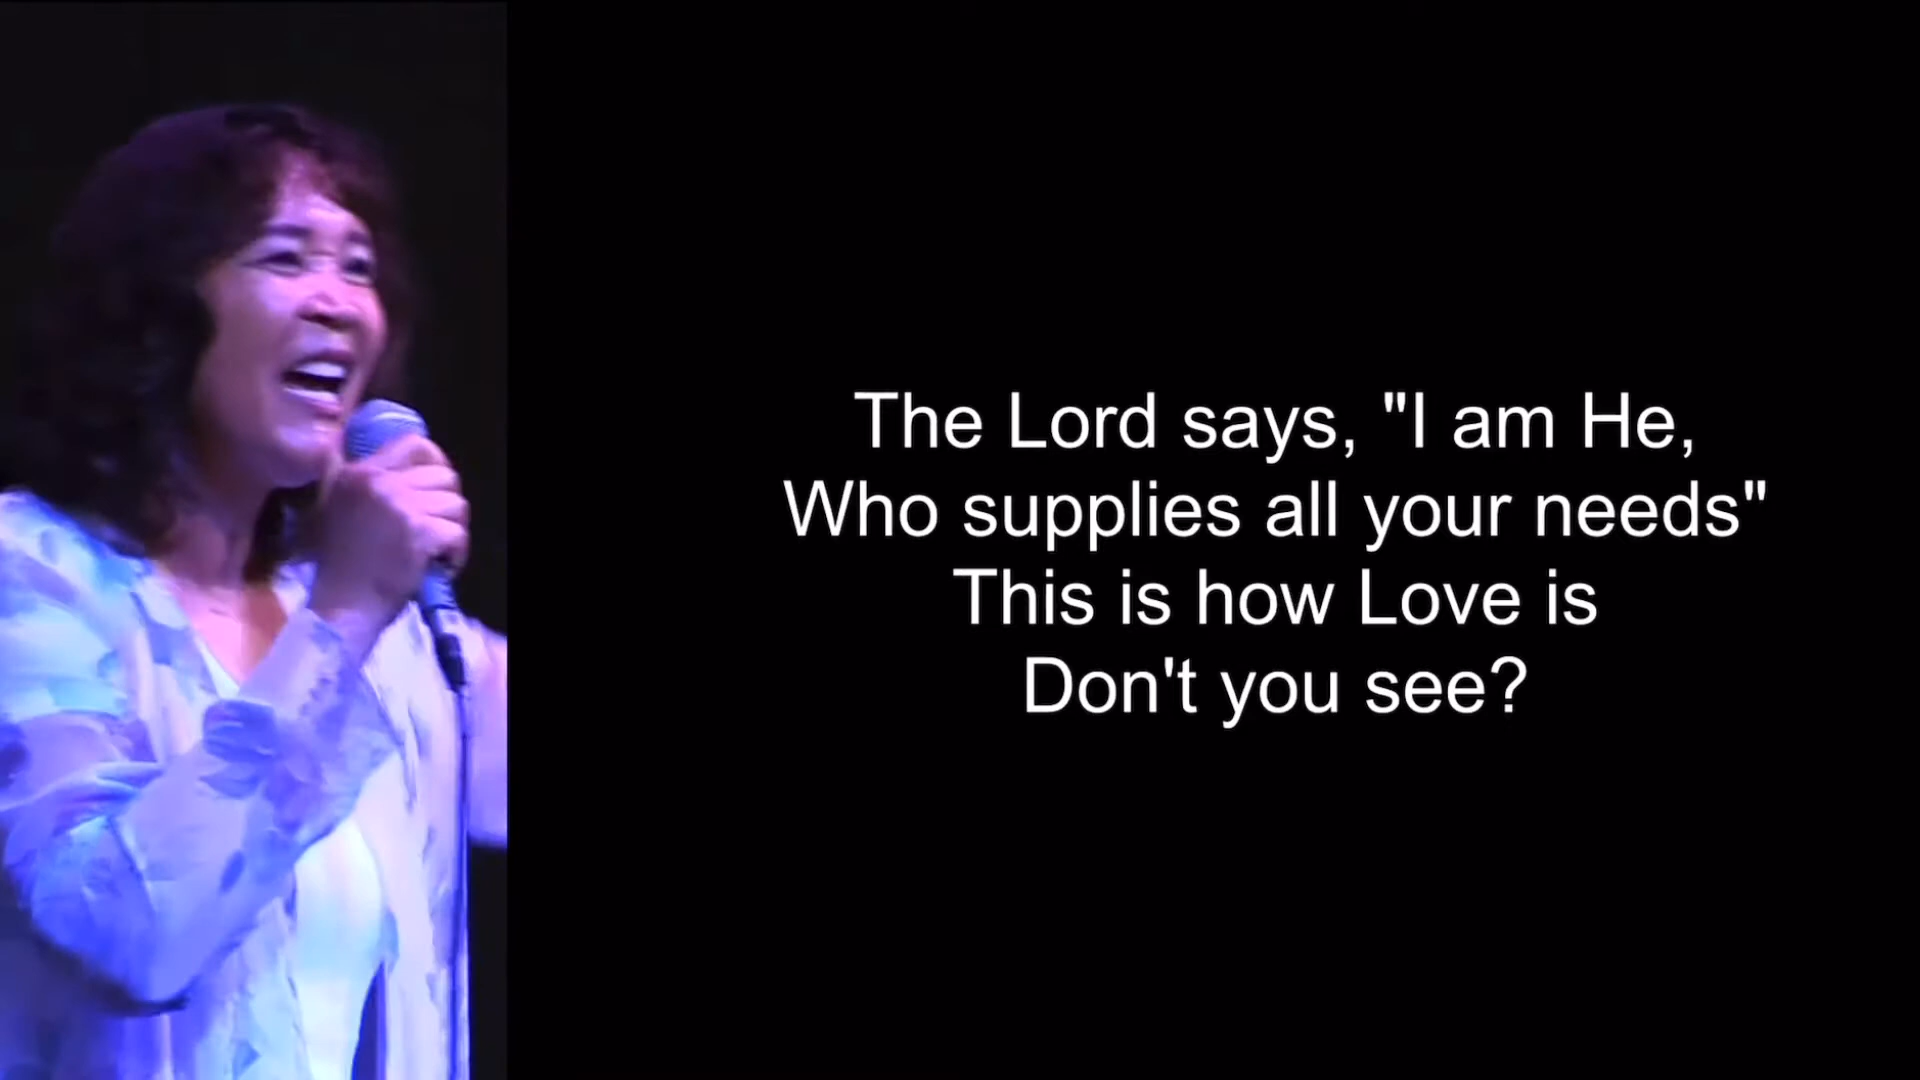 The Lord says, "I am He,
Who supplies all your needs"
This is how Love is
Don't you see?